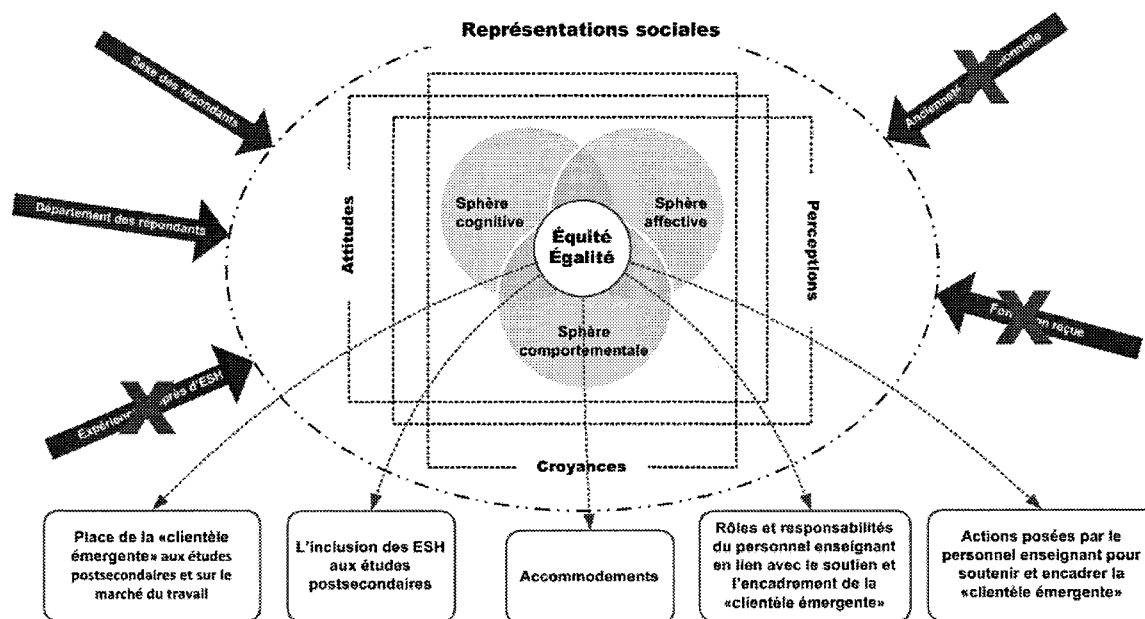 Représentations sociales
Sexe des répondants
Ancienneté
Département des répondants
Attitudes
Sphère
cognitive
Sphère
affective
Équité
Égalité
Perceptions
Sphère
comportementale
reçue
d'ESH
Croyances
Place de la «clientèle
émergente» aux études
postsecondaires et sur le
marché du travail
L'inclusion des ESH
aux études
postsecondaires
Accommodements
Rôles et responsabilités
du personnel enseignant
en lien avec le soutien et
l'encadrement de la
«clientèle émergente»
Actions posées par le
personnel enseignant pour
soutenir et encadrer la
«clientèle émergente»